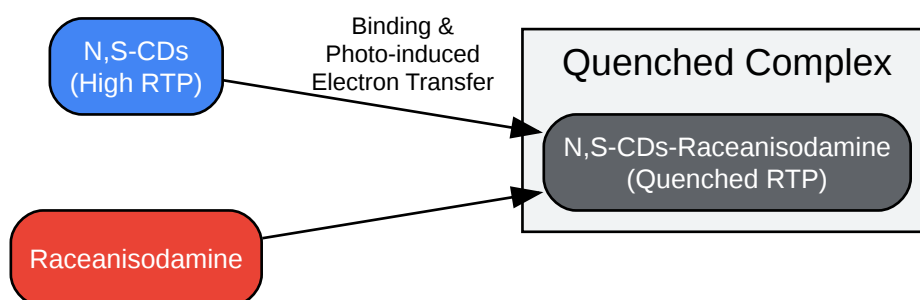 N,S-CDs
(High RTP)
Binding &
Photo-induced
Electron Transfer
Quenched Complex
N,S-CDs-Raceanisodamine
(Quenched RTP)
Raceanisodamine